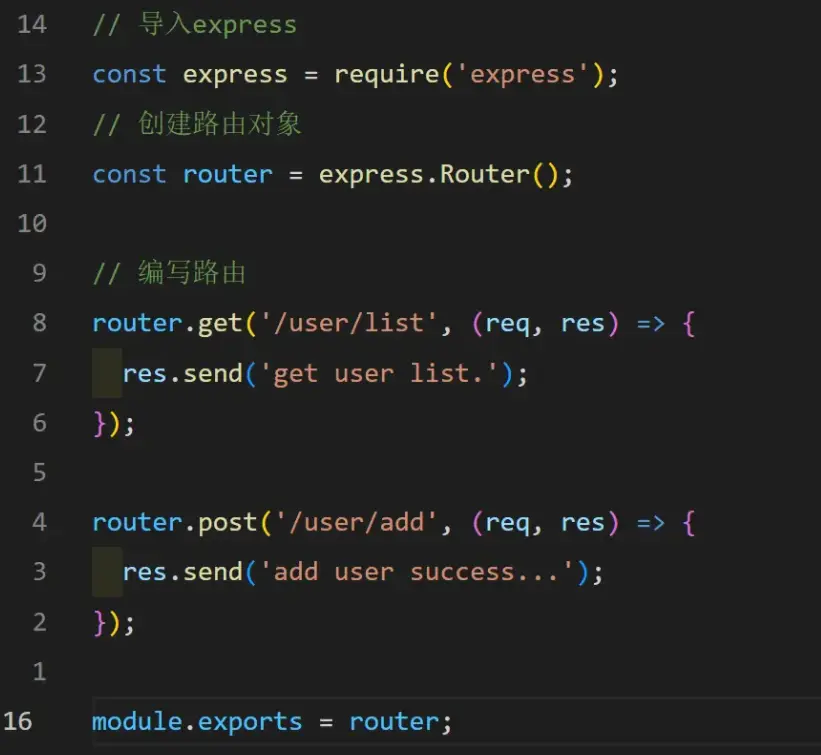 14 // 导入express
13 const express = require('express');
12 // 创建路由对象
11 const router = express.Router();
10
9 // 编写路由
8 router.get('/user/list', (req, res) => {
7 res.send('get user list.');
6 });
5
4 router.post('/user/add', (req, res) => {
3 res.send('add user success...');
2 });
1
16 module.exports = router;